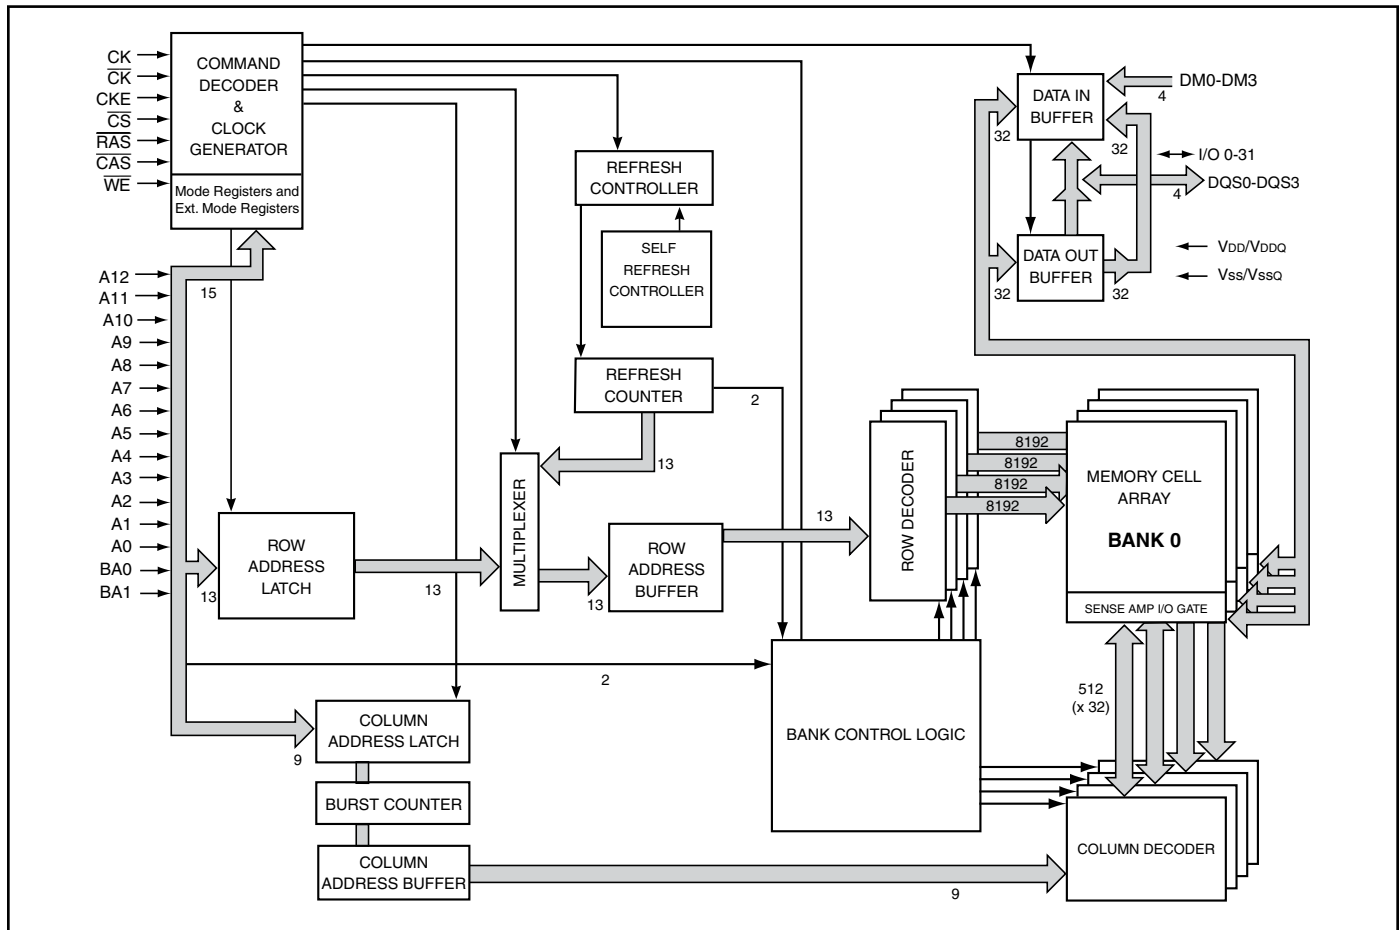 CK
CK
CKE
CS
RAS
CAS
WE
COMMAND
DECODER
&
CLOCK
GENERATOR
Mode Registers and
Ext. Mode Registers
A12
A11
A10
A9
A8
A7
A6
A5
A4
A3
A2
A1
A0
BA0
BA1
15
13
ROW
ADDRESS
LATCH
13
MULTIPLEXER
13
REFRESH
CONTROLLER
SELF
REFRESH
CONTROLLER
REFRESH
COUNTER
2
13
ROW
ADDRESS
BUFFER
13
ROW DECODER
8192
8192
8192
8192
DATA IN
BUFFER
DM0-DM3
4
32
32
I/O 0-31
DQS0-DQS3
4
DATA OUT
BUFFER
32
32
VDD/VDDQ
Vss/VssQ
MEMORY CELL
ARRAY
BANK 0
SENSE AMP I/O GATE
2
BANK CONTROL LOGIC
512
(x 32)
9
COLUMN
ADDRESS LATCH
BURST COUNTER
COLUMN
ADDRESS BUFFER
9
COLUMN DECODER